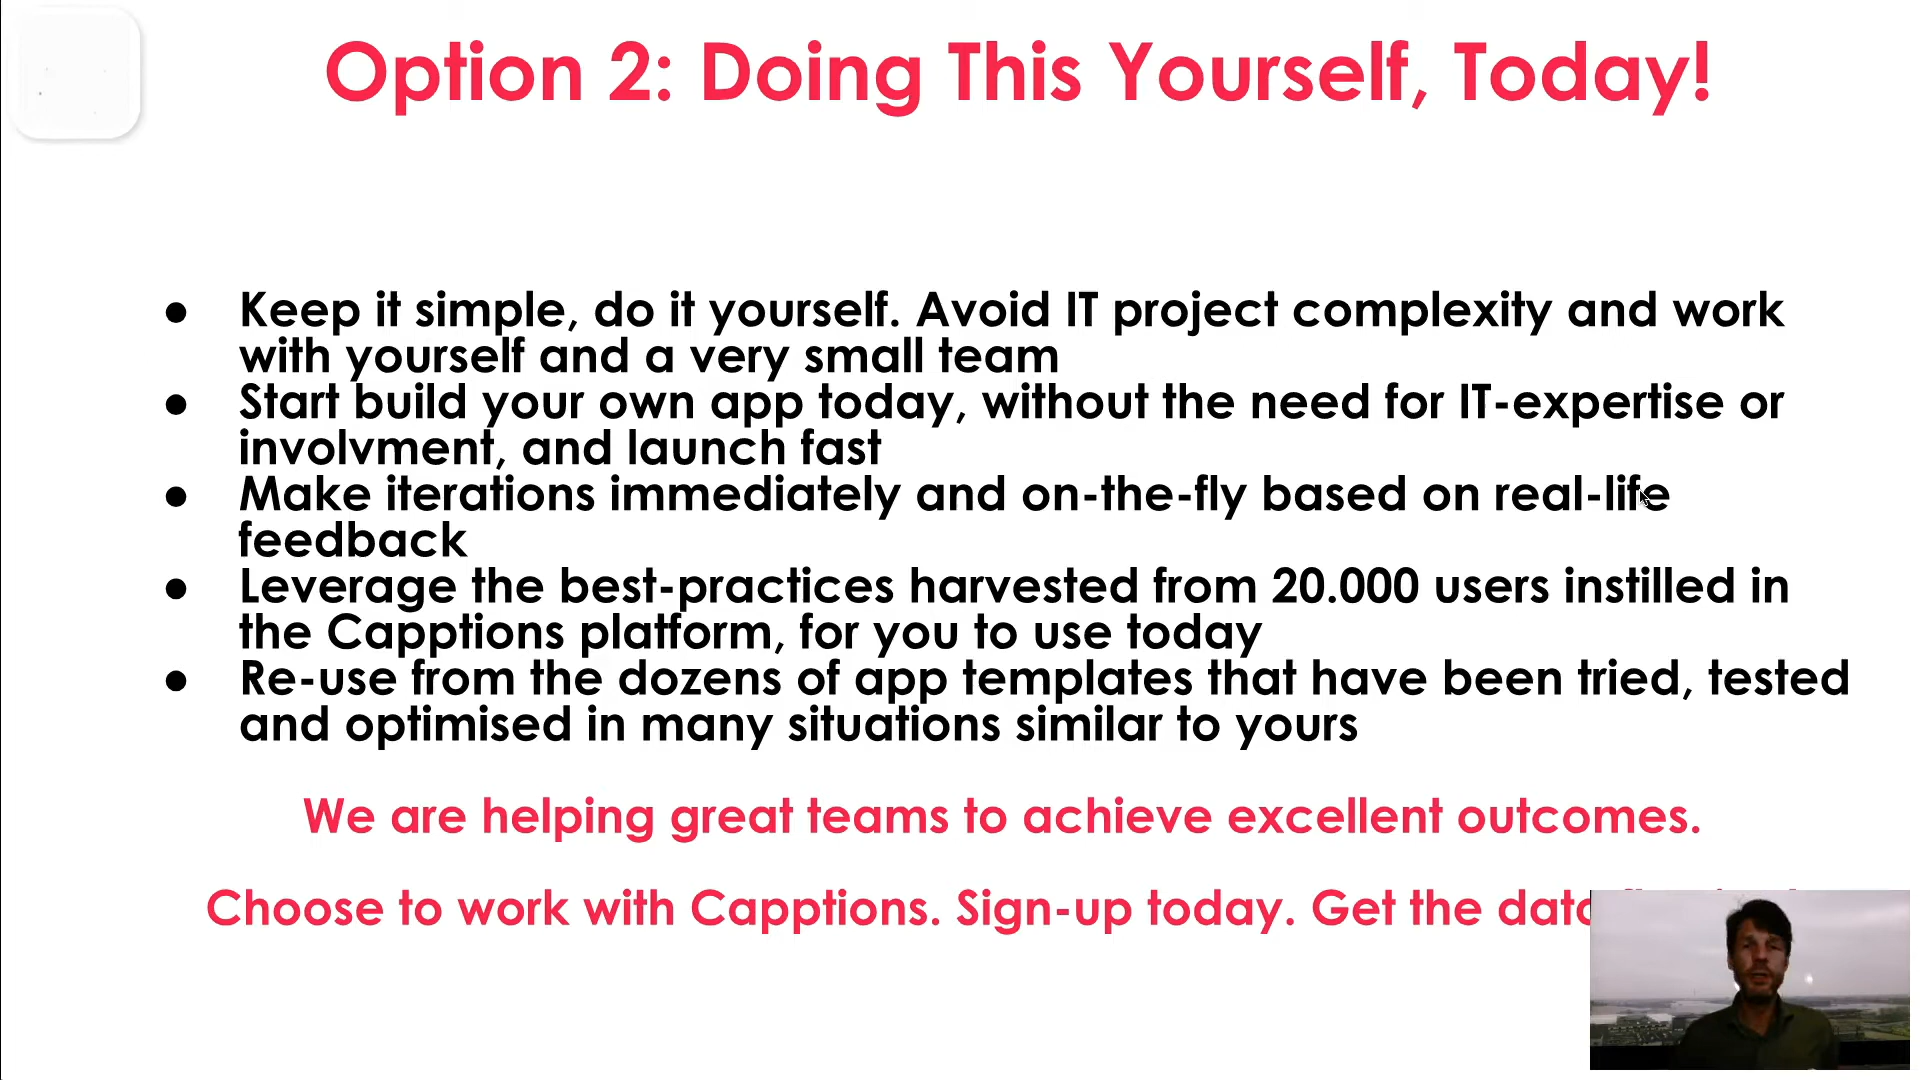 Option 2: Doing This Yourself, Today!
● Keep it simple, do it yourself. Avoid IT project complexity and work
with yourself and a very small team
● Start build your own app today, without the need for IT-expertise or
involvment, and launch fast
● Make iterations immediately and on-the-fly based on real-life
feedback
● Leverage the best-practices harvested from 20.000 users instilled in
the Capptions platform, for you to use today
● Re-use from the dozens of app templates that have been tried, tested
and optimised in many situations similar to yours
We are helping great teams to achieve excellent outcomes.
Choose to work with Capptions. Sign-up today. Get the data